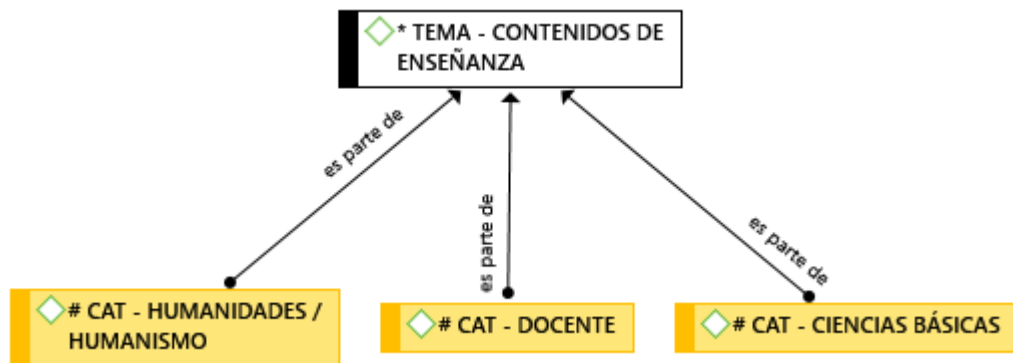 * TEMA - CONTENIDOS DE
ENSEÑANZA
es parte de
es parte de
es parte de
# CAT - HUMANIDADES /
HUMANISMO
# CAT - DOCENTE
# CAT - CIENCIAS BÁSICAS